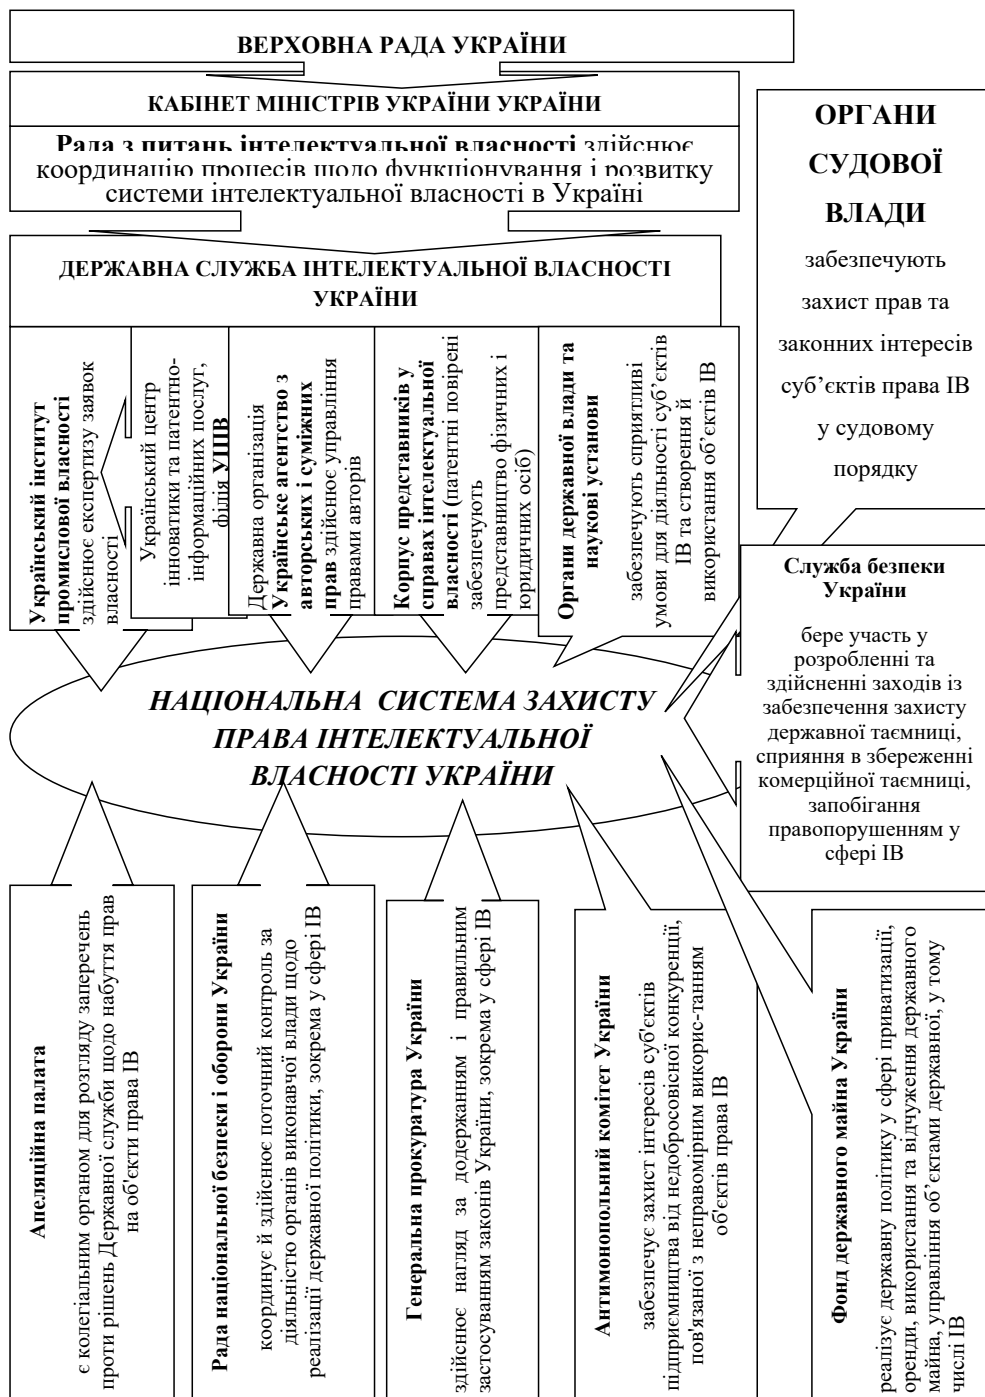 ВЕРХОВНА РАДА УКРАЇНИ
КАБІНЕТ МІНІСТРІВ УКРАЇНИ УКРАЇНИ
Рада з питань інтелектуальної власності здійснює
координацію процесів щодо функціонування і розвитку
системи інтелектуальної власності в Україні
ДЕРЖАВНА СЛУЖБА ІНТЕЛЕКТУАЛЬНОЇ ВЛАСНОСТІ
УКРАЇНИ
ОРГАНИ
СУДОВОЇ
ВЛАДИ
забезпечують
захист прав та
законних інтересів
суб’єктів права ІВ
у судовому
порядку
Український інститут
промислової власності
здійснює експертизу заявок
власності
Український центр
інноватики та патентно-
інформаційних послуг,
філія УІПВ
Державна організація
Українське агентство з
авторських і суміжних
прав здійснює управління
правами авторів
Корпус представників у
справах інтелектуальної
власності (патентні повірені
забезпечують
представництво фізичних і
юридичних осіб)
Органи державної влади та
наукові установи
забезпечують сприятливі
умови для діяльності суб’єктів
ІВ та створення й
використання об’єктів ІВ
Служба безпеки
України
бере участь у
розробленні та
здійсненні заходів із
забезпечення захисту
державної таємниці,
сприяння в збереженні
комерційної таємниці,
запобігання
правопорушенням у
сфері ІВ
НАЦІОНАЛЬНА СИСТЕМА ЗАХИСТУ
ПРАВА ІНТЕЛЕКТУАЛЬНОЇ
ВЛАСНОСТІ УКРАЇНИ
Апеляційна палата
є колегіальним органом для розгляду заперечень
проти рішень Державної служби щодо набуття прав
на об'єкти права ІВ
Рада національної безпеки і оборони України
координує й здійснює поточний контроль за
діяльністю органів виконавчої влади щодо
реалізації державної політики, зокрема у сфері ІВ
Генеральна прокуратура України
здійснює нагляд за додержанням і правильним
застосуванням законів України, зокрема у сфері ІВ
Антимонопольний комітет України
забезпечує захист інтересів суб'єктів
підприємництва від недобросовісної конкуренції,
пов'язаної з неправомірним викорис-танням
об'єктів права ІВ
Фонд державного майна України
реалізує державну політику у сфері приватизації,
оренди, використання та відчуження державного
майна, управління об’єктами державної, у тому
числі ІВ